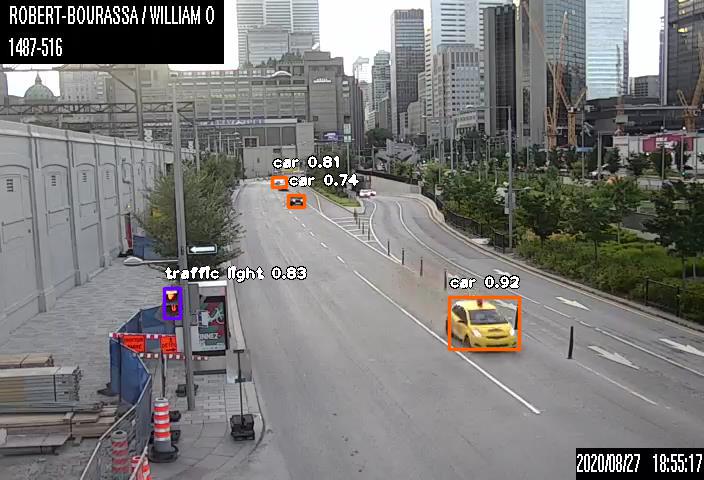 ROBERT-BOURASSA / WILLIAM O
1487-516
car 0.81
car 0.74
traffic light 0.83
car 0.92
2020/08/27 18:55:17